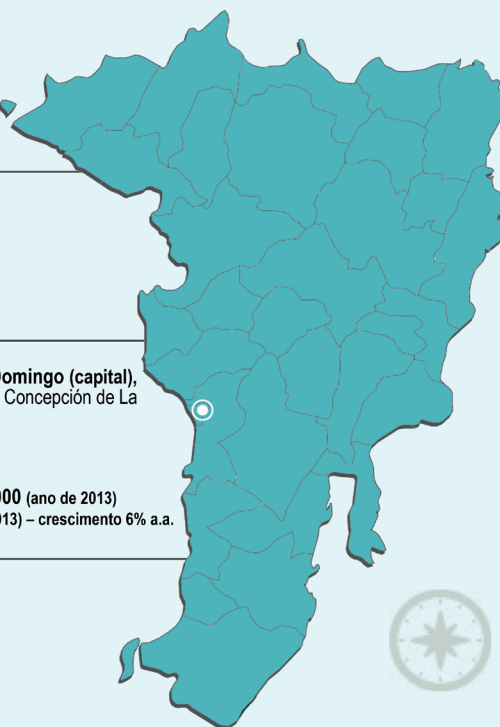 omingo (capital),
Concepción de La
000 (ano de 2013)
013) – crescimento 6% a.a.